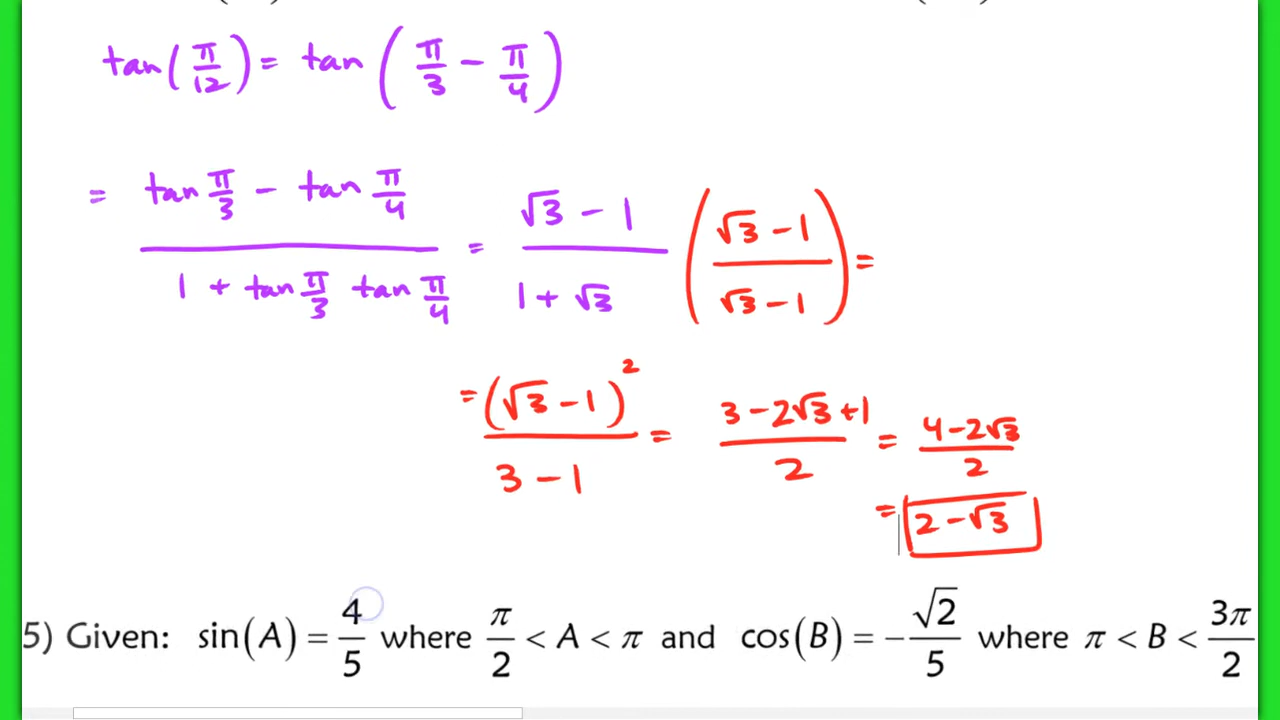 tan(π/12) = tan(π/3 − π/4)
= (tan π/3 − tan π/4)/(1 + tan π/3 tan π/4) = (√3 − 1)/(1 + √3) ((√3 − 1)/(√3 − 1)) =
= (√3 − 1)²/(3 − 1) = (3 − 2√3 + 1)/2 = (4 − 2√3)/2
= 2 − √3
5) Given: sin(A) = 4/5 where π/2 < A < π and cos(B) = −√2/5 where π < B < 3π/2